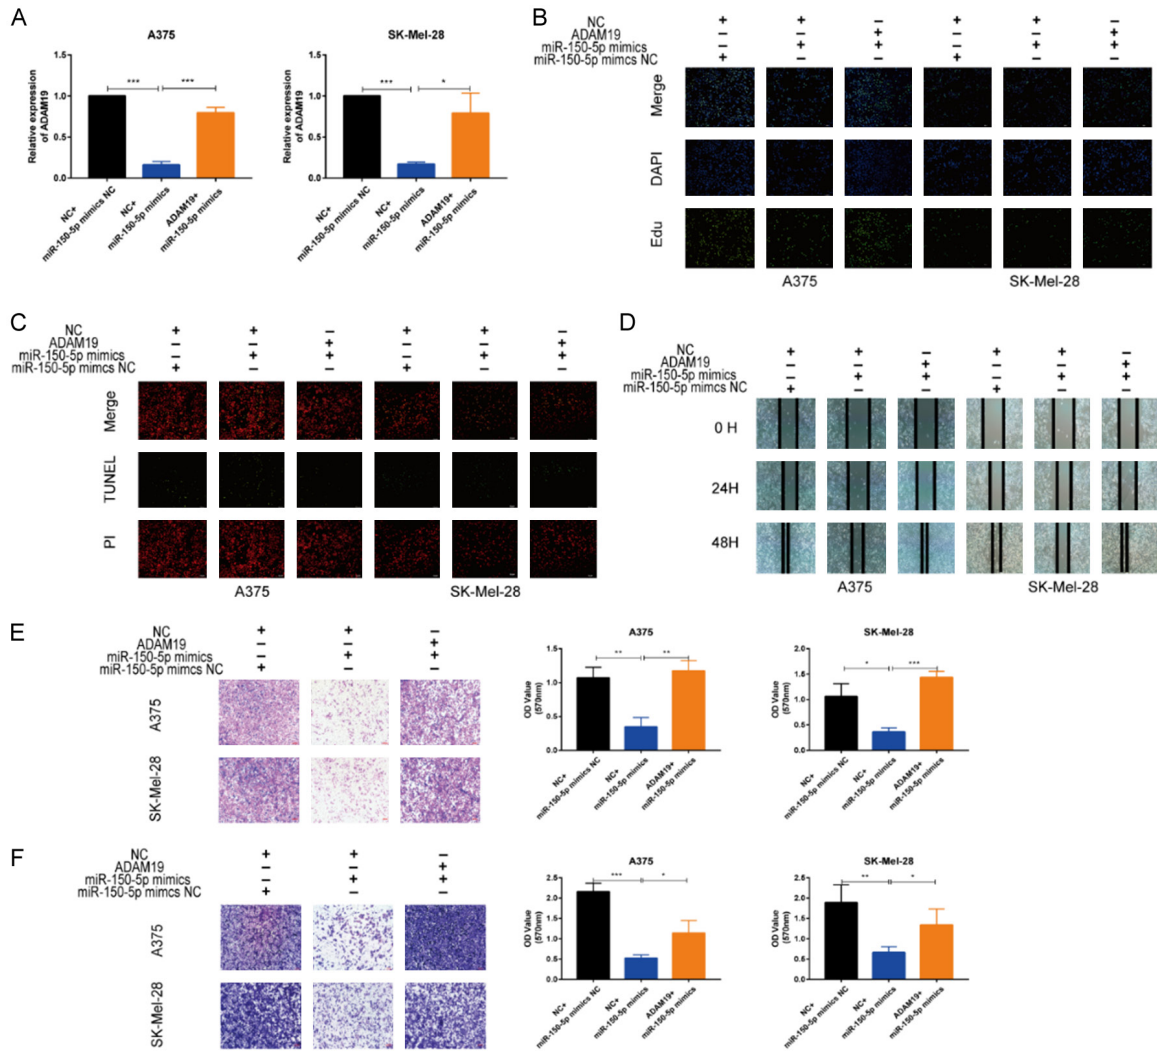 A
A375
Relative expression
of ADAM19
1.5
1.0
0.5
0.0
***
***
NC+
miR-150-5p mimics NC
NC+
miR-150-5p mimics
ADAM19+
miR-150-5p mimics
SK-Mel-28
Relative expression
of ADAM19
1.5
1.0
0.5
0.0
***
*
NC+
miR-150-5p mimics NC
NC+
miR-150-5p mimics
ADAM19+
miR-150-5p mimics
B
NC + + – + + –
ADAM19 – – + – – +
miR-150-5p mimics – + + – + +
miR-150-5p mimcs NC + – – + – –
Merge
DAPI
Edu
A375
SK-Mel-28
C
NC + + – + + –
ADAM19 – – + – – +
miR-150-5p mimics – + + – + +
miR-150-5p mimcs NC + – – + – –
Merge
TUNEL
PI
A375
SK-Mel-28
D
NC + + – + + –
ADAM19 – – + – – +
miR-150-5p mimics – + + – + +
miR-150-5p mimcs NC + – – + – –
0 H
24H
48H
A375
SK-Mel-28
E
NC + + –
ADAM19 – – +
miR-150-5p mimics – + +
miR-150-5p mimcs NC + – –
A375
SK-Mel-28
A375
OD Value
(570nm)
1.5
1.0
0.5
0.0
**
**
NC+
miR-150-5p mimics NC
NC+
miR-150-5p mimics
ADAM19+
miR-150-5p mimics
SK-Mel-28
OD Value
(570nm)
2.0
1.5
1.0
0.5
0.0
*
***
NC+
miR-150-5p mimics NC
NC+
miR-150-5p mimics
ADAM19+
miR-150-5p mimics
F
NC + + –
ADAM19 – – +
miR-150-5p mimics – + +
miR-150-5p mimcs NC + – –
A375
SK-Mel-28
A375
OD Value
(570nm)
2.5
2.0
1.5
1.0
0.5
0.0
***
*
NC+
miR-150-5p mimics NC
NC+
miR-150-5p mimics
ADAM19+
miR-150-5p mimics
SK-Mel-28
OD Value
(570nm)
2.5
2.0
1.5
1.0
0.5
0.0
**
*
NC+
miR-150-5p mimics NC
NC+
miR-150-5p mimics
ADAM19+
miR-150-5p mimics